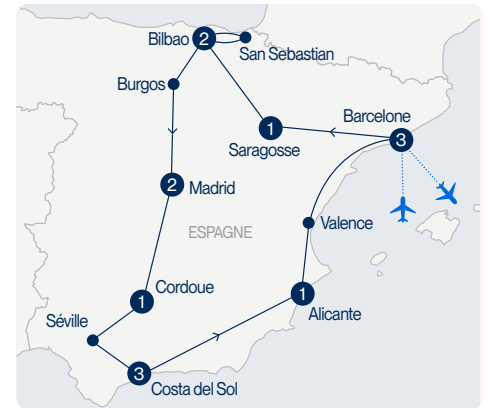 Bilbao 2
San Sebastian
Burgos
Barcelone
3
1
Saragosse
2 Madrid
Valence
ESPAGNE
Cordoue
1
1
Alicante
Séville
3
Costa del Sol